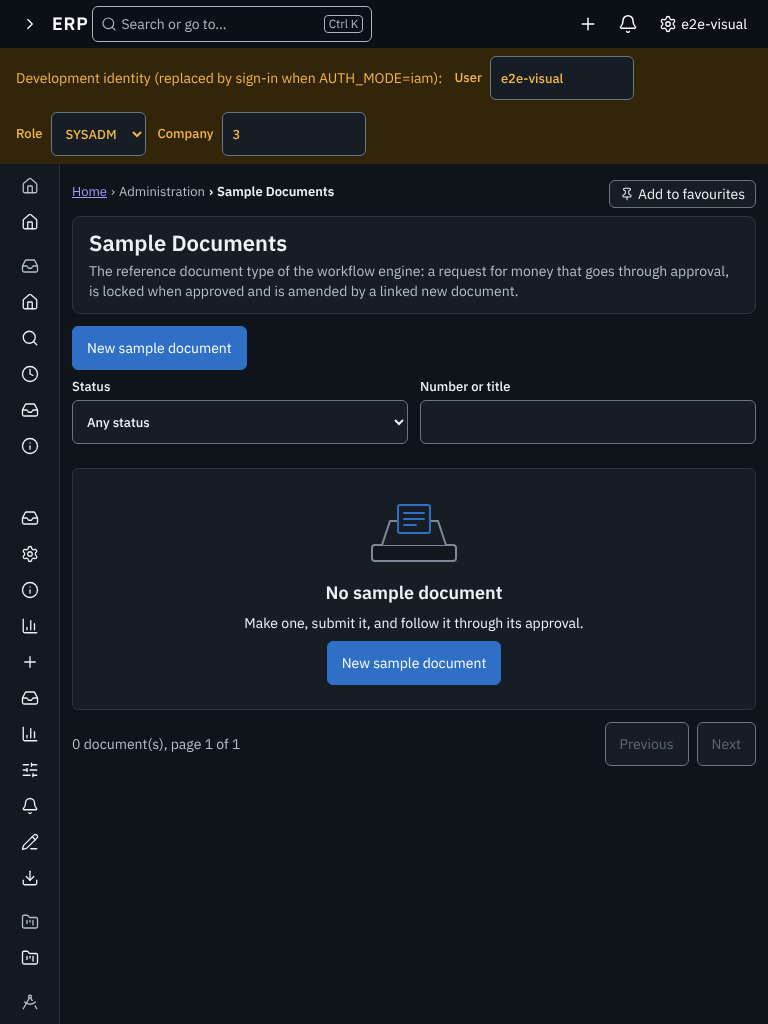 ERP
Search or go to...
Ctrl K
e2e-visual
Development identity (replaced by sign-in when AUTH_MODE=iam):
User
e2e-visual
Role
SYSADM
Company
3
Home › Administration › Sample Documents
Add to favourites
Sample Documents
The reference document type of the workflow engine: a request for money that goes through approval,
is locked when approved and is amended by a linked new document.
New sample document
Status
Number or title
Any status
No sample document
Make one, submit it, and follow it through its approval.
New sample document
0 document(s), page 1 of 1
Previous
Next